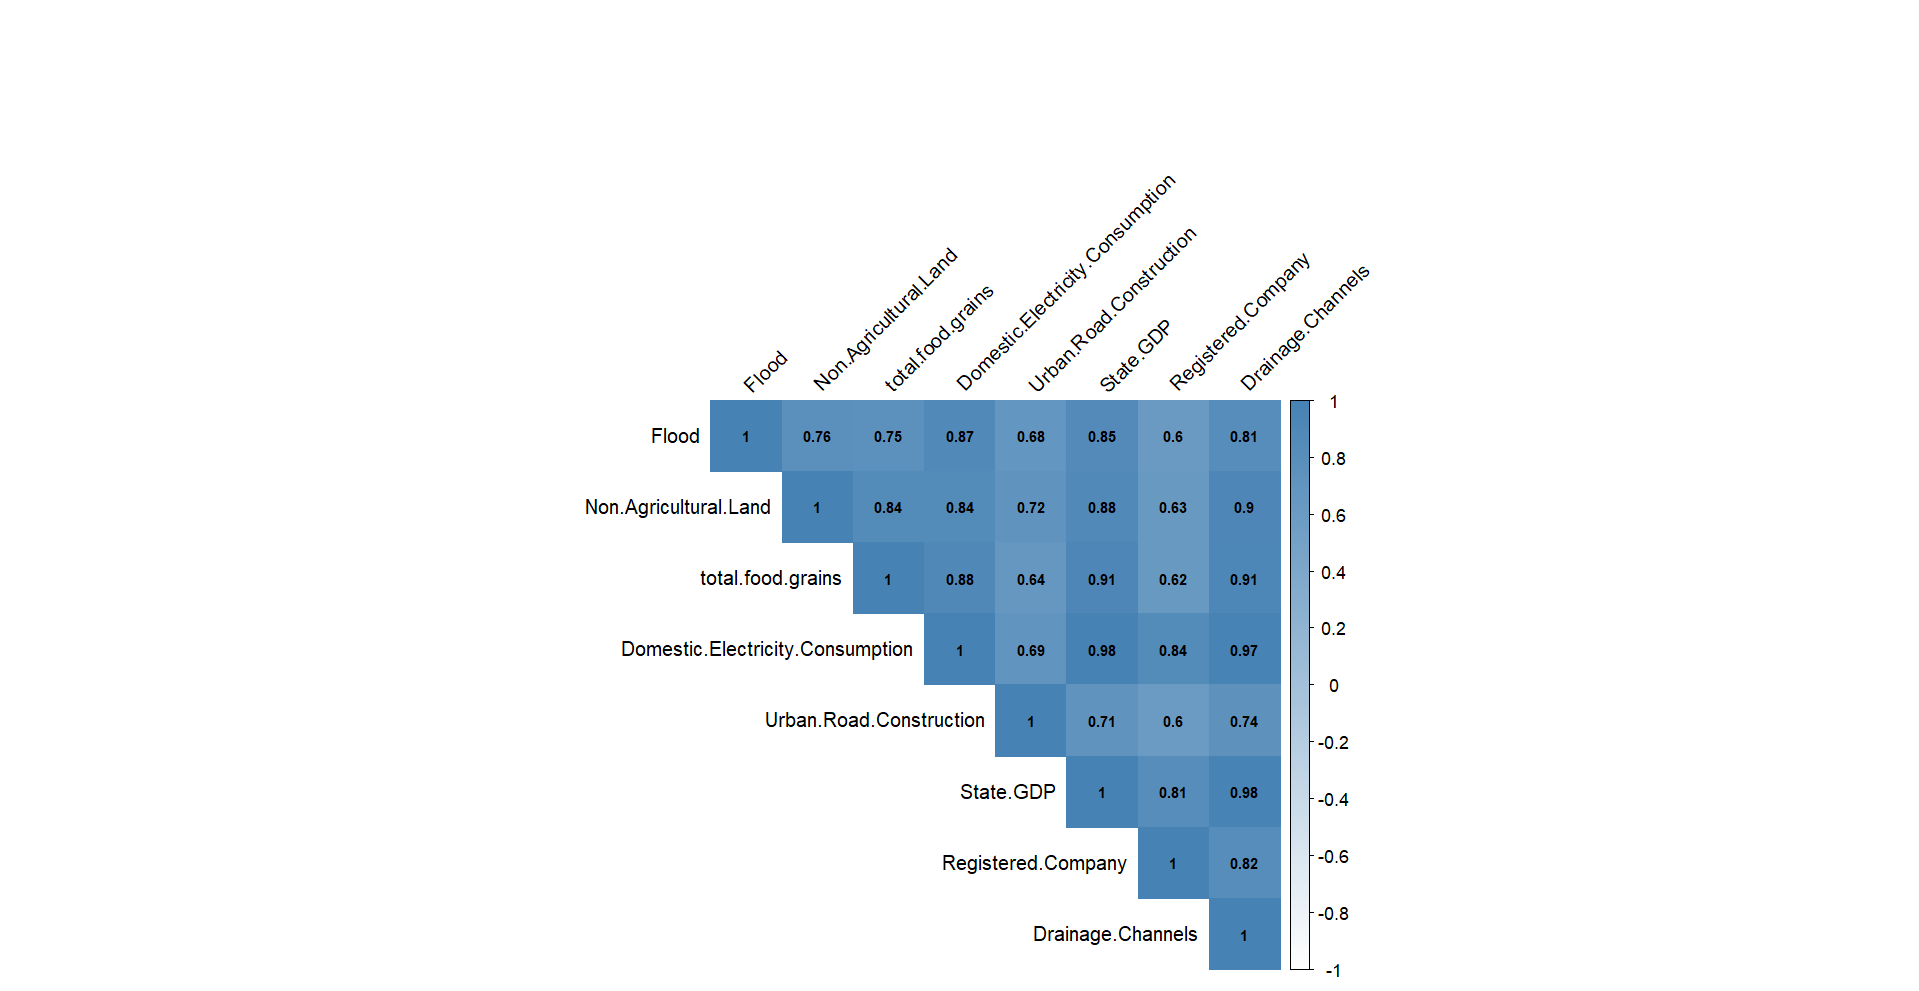 Flood
Non.Agricultural.Land
total.food.grains
Domestic.Electricity.Consumption
Urban.Road.Construction
State.GDP
Registered.Company
Drainage.Channels
Flood 1 0.76 0.75 0.87 0.68 0.85 0.6 0.81
Non.Agricultural.Land 1 0.84 0.84 0.72 0.88 0.63 0.9
total.food.grains 1 0.88 0.64 0.91 0.62 0.91
Domestic.Electricity.Consumption 1 0.69 0.98 0.84 0.97
Urban.Road.Construction 1 0.71 0.6 0.74
State.GDP 1 0.81 0.98
Registered.Company 1 0.82
Drainage.Channels 1
1
0.8
0.6
0.4
0.2
0
-0.2
-0.4
-0.6
-0.8
-1